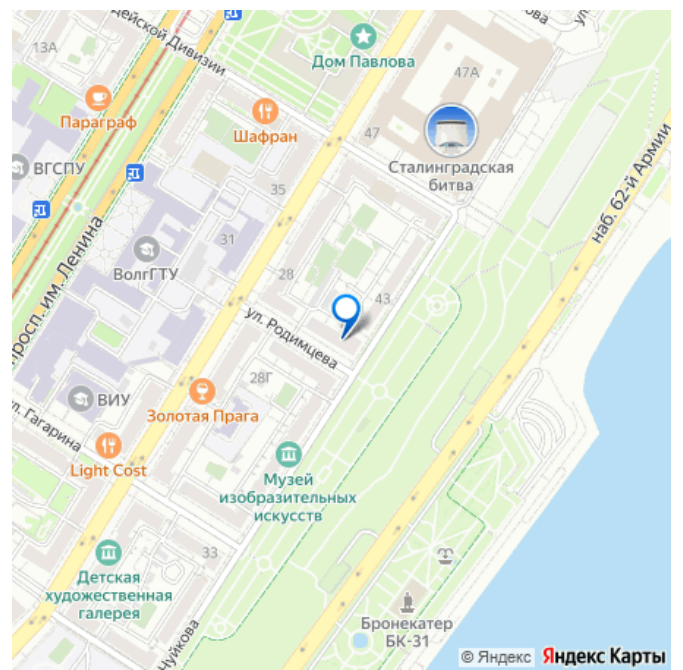 13А
дейской Дивизии
Дом Павлова
47А
Параграф
Шафран
47
Сталинградская
битва
ВГСПУ
35
наб. 62-й Армии
31
ВолгГТУ
28
43
просп. им. Ленина
ул. Родимцева
28Г
ВИУ
Золотая Прага
ул. Гагарина
Light Cost
Музей
изобразительных
искусств
33
Детская
художественная
галерея
Чуйкова
Бронекатер
БК-31
© Яндекс Яндекс Карты